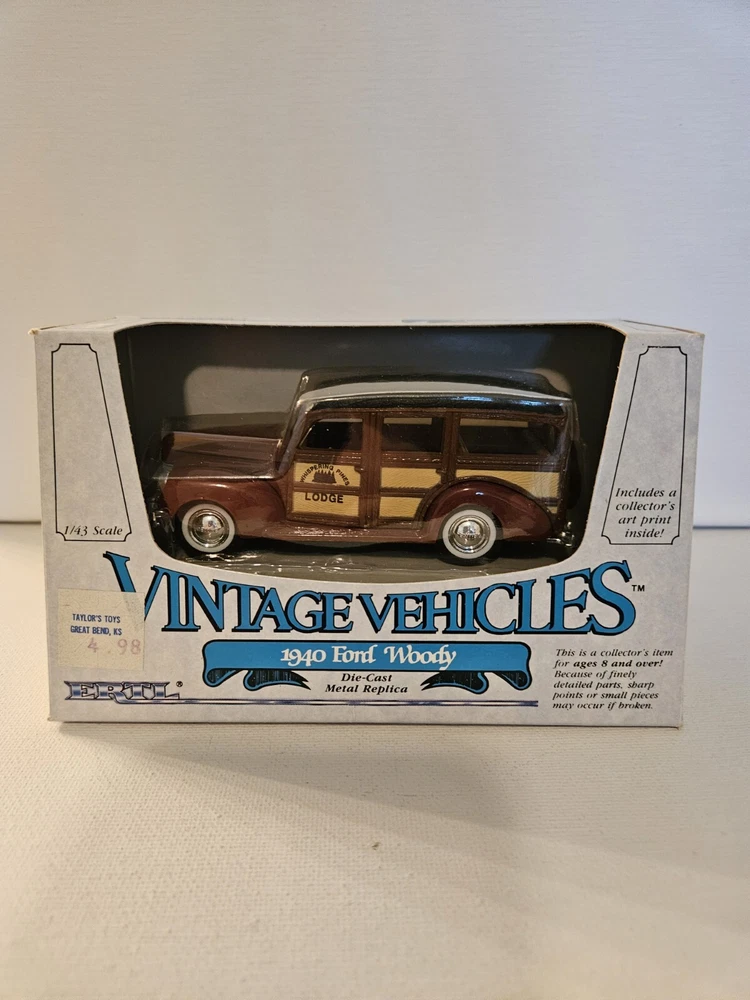 WHISPERING PINES
LODGE
1/43 Scale
Includes a
collector's
art print
inside!
VINTAGE VEHICLES™
TAYLOR'S TOYS
GREAT BEND, KS
4.98
1940 Ford Woody
Die-Cast
Metal Replica
ERTL®
This is a collector's item
for ages 8 and over!
Because of finely
detailed parts, sharp
points or small pieces
may occur if broken.